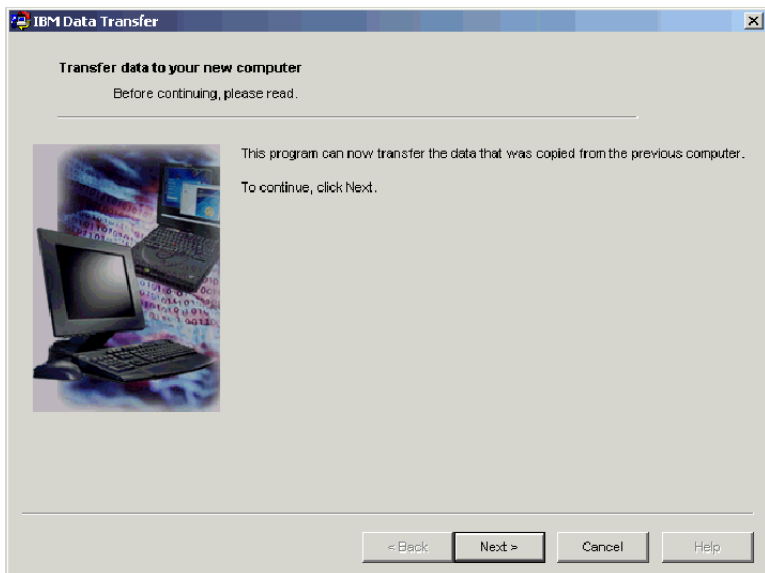 IBM Data Transfer
Transfer data to your new computer
Before continuing, please read.
This program can now transfer the data that was copied from the previous computer.
To continue, click Next.
< Back Next > Cancel Help